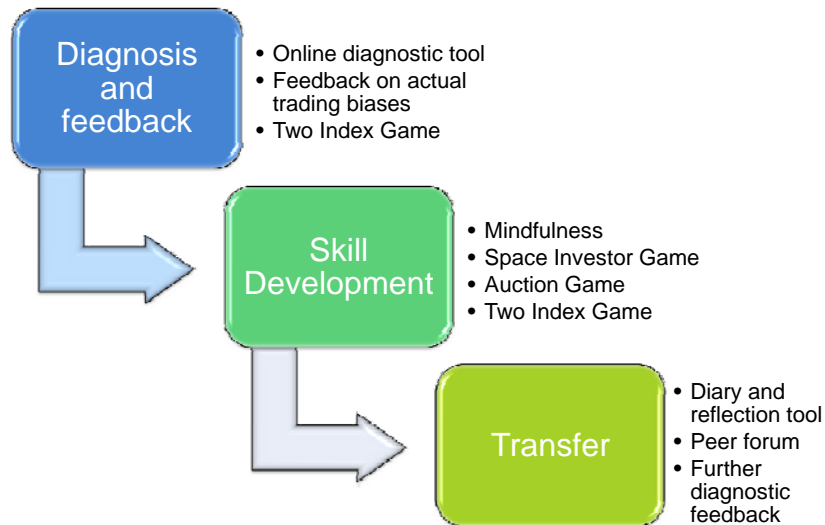 Diagnosis
and
feedback
• Online diagnostic tool
• Feedback on actual
trading biases
• Two Index Game
Skill
Development
• Mindfulness
• Space Investor Game
• Auction Game
• Two Index Game
Transfer
• Diary and
reflection tool
• Peer forum
• Further
diagnostic
feedback